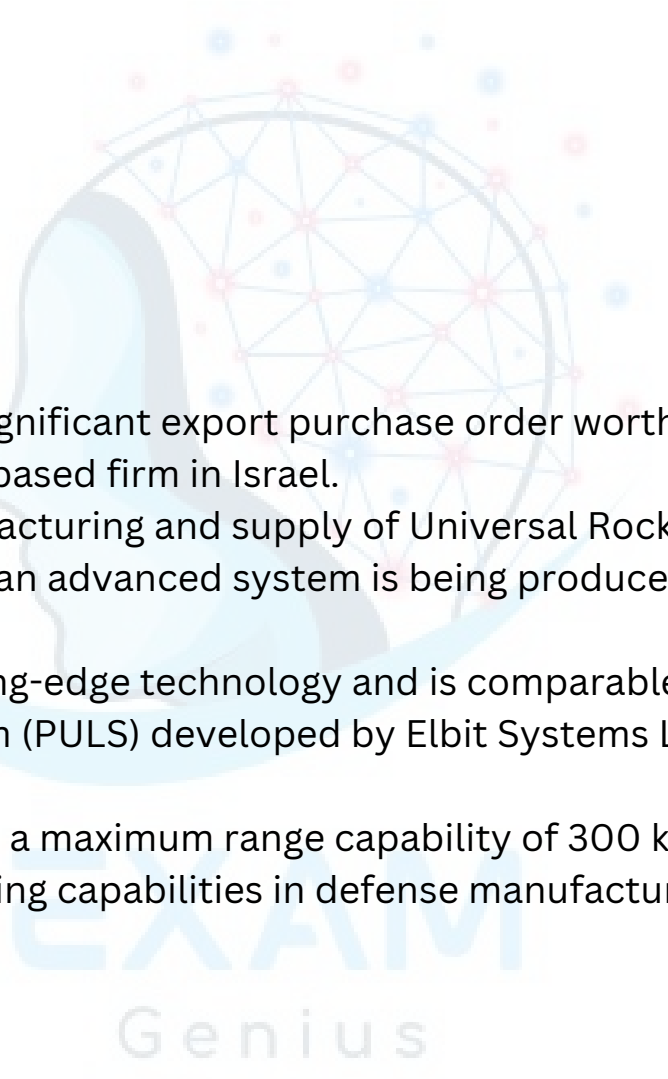 gnificant export purchase order worth
based firm in Israel.
acturing and supply of Universal Rock
an advanced system is being produce
ng-edge technology and is comparable
(PULS) developed by Elbit Systems L
a maximum range capability of 300 k
ing capabilities in defense manufactur
EXAM
Genius